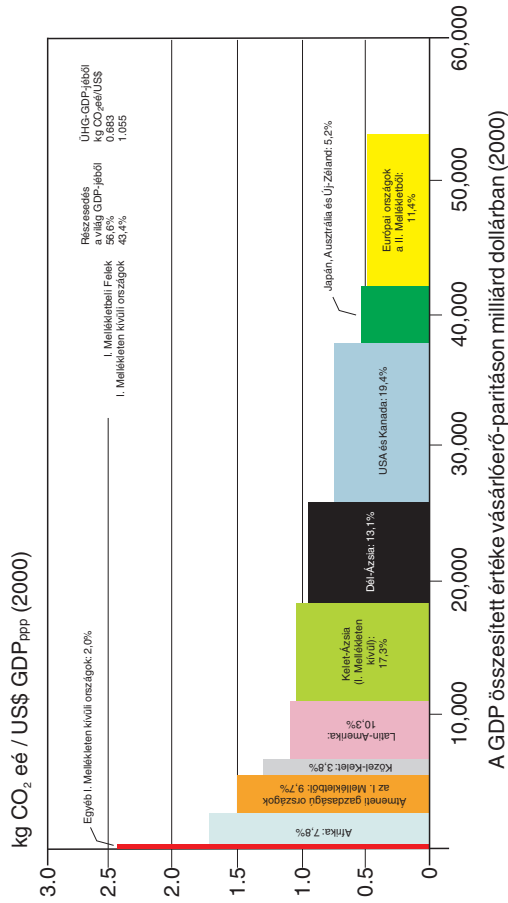 kg CO₂ eé / US$ GDPppp (2000)
3.0
2.5
2.0
1.5
1.0
0.5
0
Egyéb I. Mellékleten kívüli országok: 2,0%
Részesedés
a világ GDP-jéből
ÜHG-GDP-jéből
kg CO₂eé/US$
I. Mellékletbeli Felek
56,6%
0.683
I. Mellékleten kívüli országok
43,4%
1.055
Afrika: 7,8%
Átmeneti gazdaságú országok
az I. Mellékletből: 9,7%
Közel-Kelet: 3,8%
Latin-Amerika:
10,3%
Kelet-Ázsia
(I. Mellékleten
kívül):
17,3%
Dél-Ázsia: 13,1%
USA és Kanada: 19,4%
Japán, Ausztrália és Új-Zéland: 5,2%
Európai országok
a II. Mellékletből:
11,4%
10,000
20,000
30,000
40,000
50,000
60,000
A GDP összesített értéke vásárlóerő-paritáson milliárd dollárban (2000)